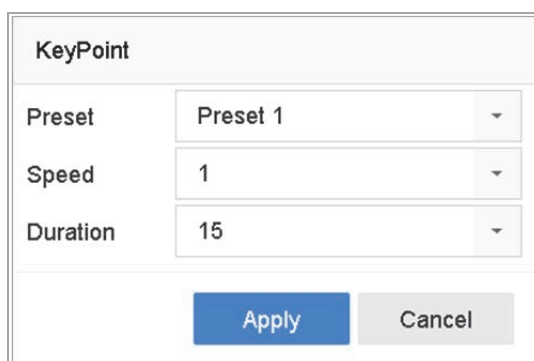 KeyPoint
Preset Preset 1
Speed 1
Duration 15
Apply Cancel